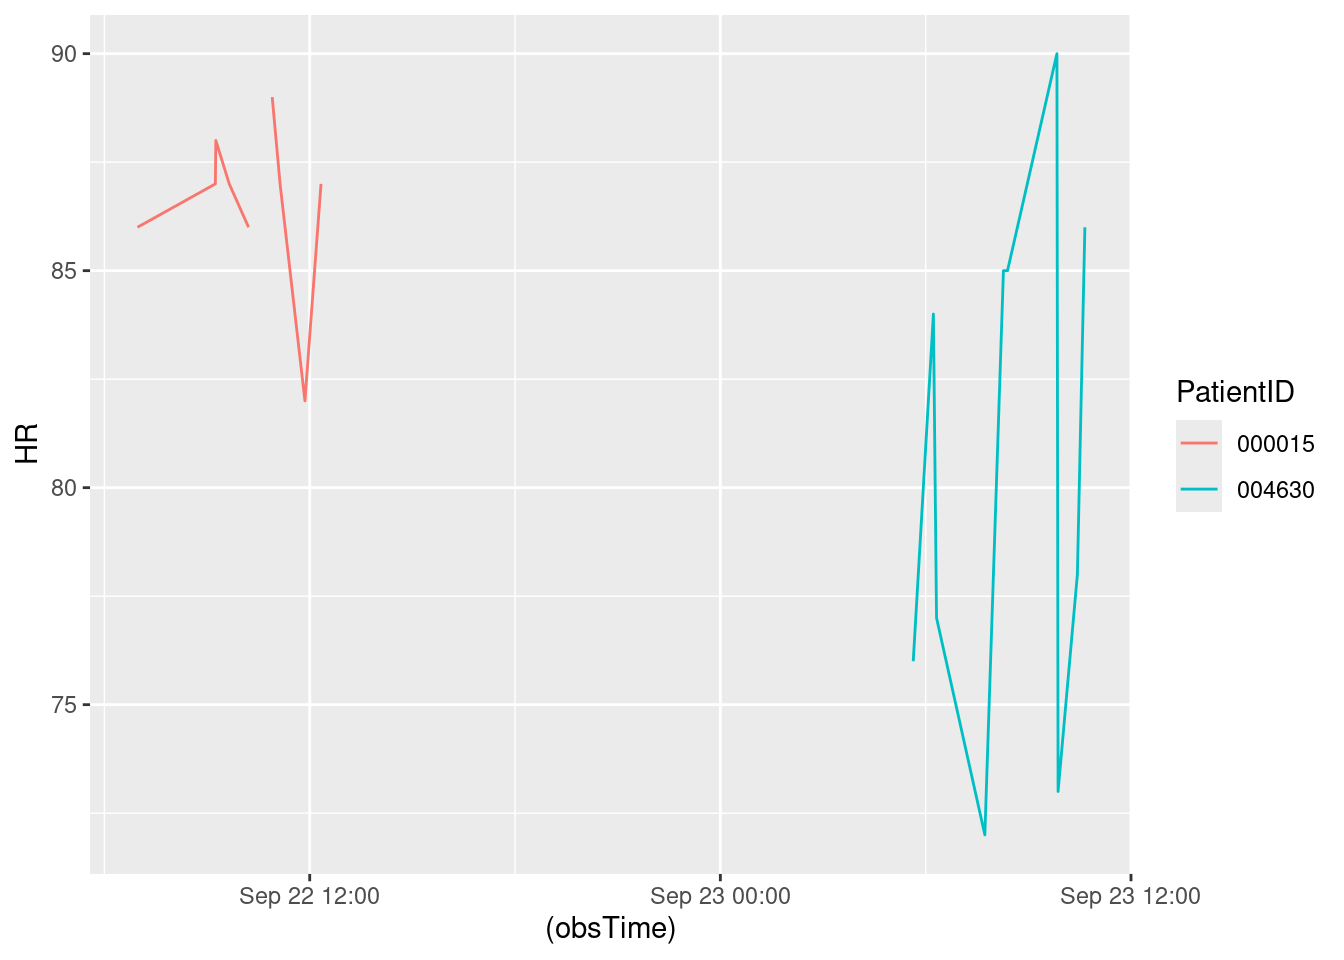 90
85
80
75
HR
Sep 22 12:00
Sep 23 00:00
Sep 23 12:00
(obsTime)
PatientID
000015
004630